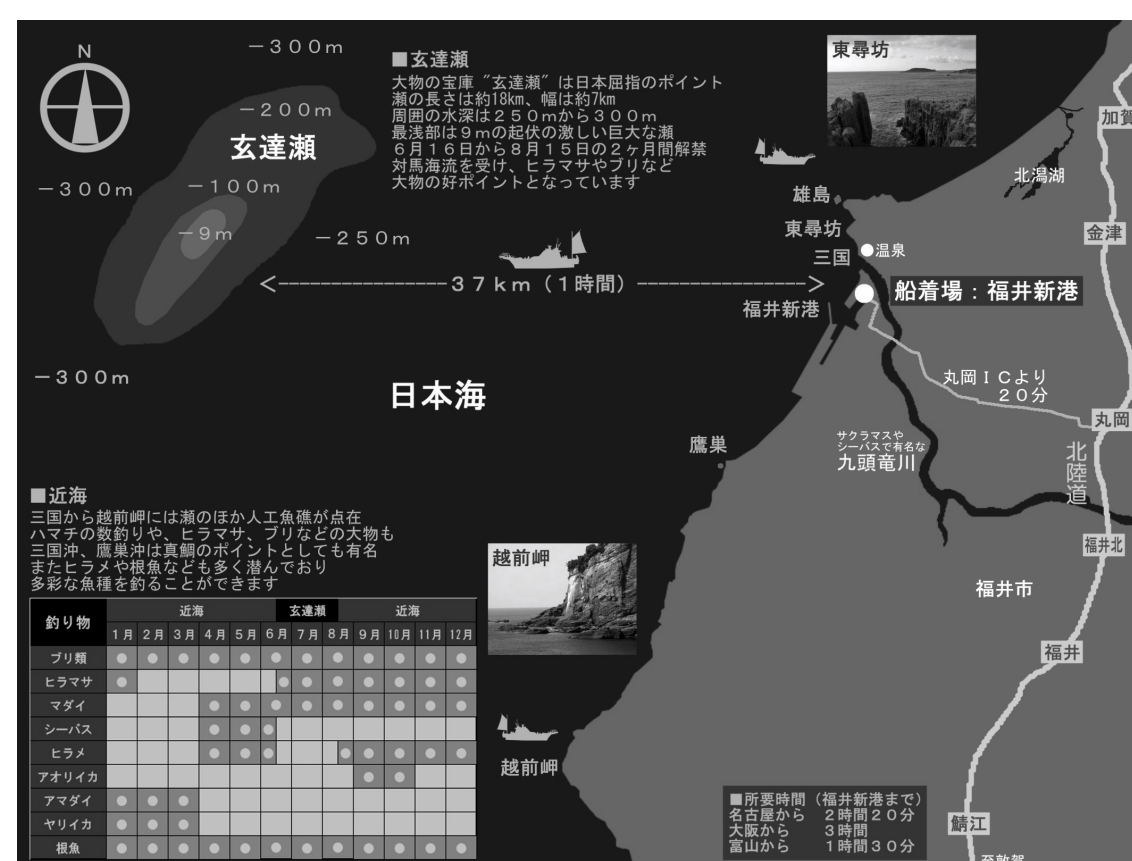 N
－３００ｍ
－２００ｍ
玄達瀬
－３００ｍ
－１００ｍ
－９ｍ
－２５０ｍ
－３００ｍ
■玄達瀬
大物の宝庫 ″玄達瀬″ は日本屈指のポイント
瀬の長さは約18km、幅は約7km
周囲の水深は２５０ｍから３００ｍ
最浅部は９ｍの起伏の激しい巨大な瀬
６月１６日から８月１５日の２ヶ月間解禁
対馬海流を受け、ヒラマサやブリなど
大物の好ポイントとなっています
東尋坊
加賀
北潟湖
雄島
東尋坊
金津
三国
温泉
<-----------------３７ｋｍ（１時間）----------------->
船着場：福井新港
福井新港
日本海
丸岡ＩＣより
２０分
丸岡
サクラマスや
シーバスで有名な
九頭竜川
北陸道
鷹巣
福井北
福井市
福井
鯖江
至敦賀
■近海
三国から越前岬には瀬のほか人工魚礁が点在
ハマチの数釣りや、ヒラマサ、ブリなどの大物も
三国沖、鷹巣沖は真鯛のポイントとしても有名
またヒラメや根魚なども多く潜んでおり
多彩な魚種を釣ることができます
越前岬
越前岬
釣り物 近海 玄達瀬 近海
1月 2月 3月 4月 5月 6月 7月 8月 9月 10月 11月 12月
ブリ類 ● ● ● ● ● ● ● ● ● ● ● ●
ヒラマサ ● ● ● ● ● ● ● ●
マダイ ● ● ● ● ● ● ● ● ●
シーバス ● ● ●
ヒラメ ● ● ● ● ● ● ● ●
アオリイカ ● ●
アマダイ ● ● ●
ヤリイカ ● ● ●
根魚 ● ● ● ● ● ● ● ● ● ● ● ●
■所要時間（福井新港まで）
名古屋から ２時間２０分
大阪から ３時間
富山から １時間３０分